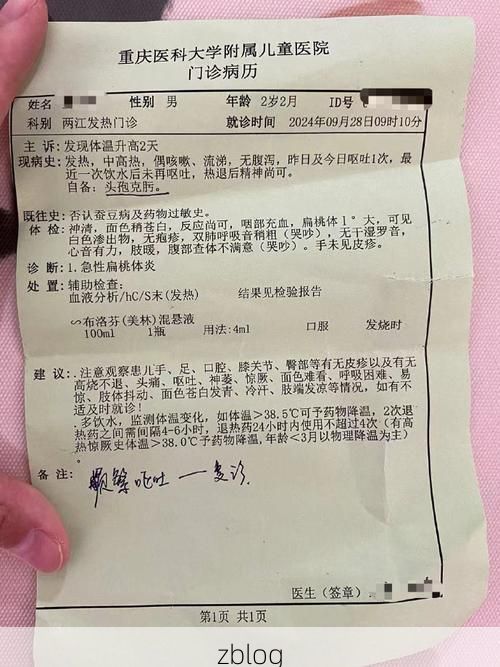 重庆医科大学附属儿童医院
门诊病历
姓名 性别 男 年龄 2岁2月 ID号
科别 两江发热门诊 就诊时间 2024年09月28日09时10分
主 诉: 发现体温升高2天
现病史: 发热, 中高热, 偶咳嗽、流涕, 无腹泻, 昨日及今日呕吐1次, 最
近一次饮水后未再呕吐, 热退后精神尚可.
自备: 头孢克肟.
既往史: 否认蚕豆病及药物过敏史。
体 检: 神清, 面色稍苍白, 反应尚可, 咽部充血, 扁桃体1°大, 可见
白色渗出物, 无疱疹, 双肺呼吸音稍粗(哭吵), 无干湿罗音,
心音有力, 肢暖, 腹部查体不满意(哭吵)。手未见皮疹。
诊 断: 1.急性扁桃体炎
处 置: 辅助检查:
血液分析/hC/S末(发热) 结果见检验报告
∽布洛芬(美林)混悬液
100ml 1瓶 用法:4ml 口服 发烧时
建 议: .注意观察患儿手、足、口腔、膝关节、臀部等有无皮疹以及有无
高烧不退、头痛、呕吐、神萎、惊厥、面色难看、呼吸困难、易
惊、肢体抖动、面色苍白发青、冷汗、肢端发凉等情况, 如有不
适及时就诊!
多饮水, 监测体温变化, 如体温>38.5℃可予药物降温, 2次退
热药之间需间隔4-6小时, 退热药24小时内使用不超过4次(有高
热惊厥史体温>38.0℃予药物降温,年龄<3月以物理降温为主)
。
备 注: 频繁呕吐一复诊
医生(签章):
第1页 共1页
zblog